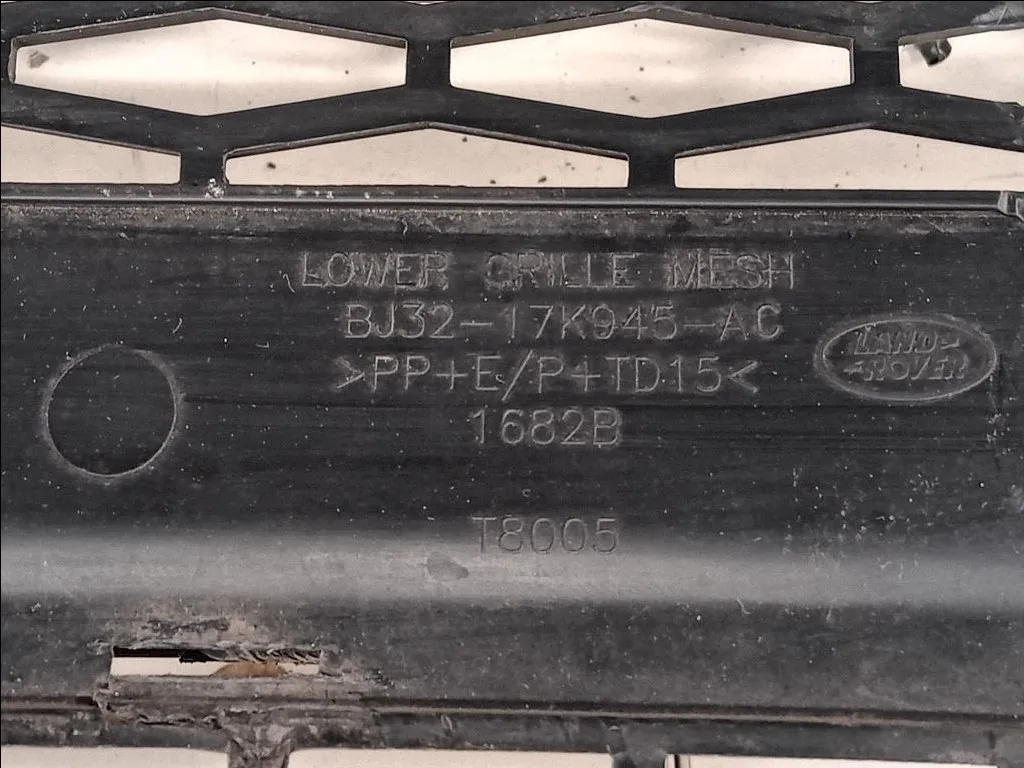 LOWER GRILLE MESH
BJ32-17K945-AC
>PP+E/P+TD15<
1682B
T8005
LAND-
ROVER